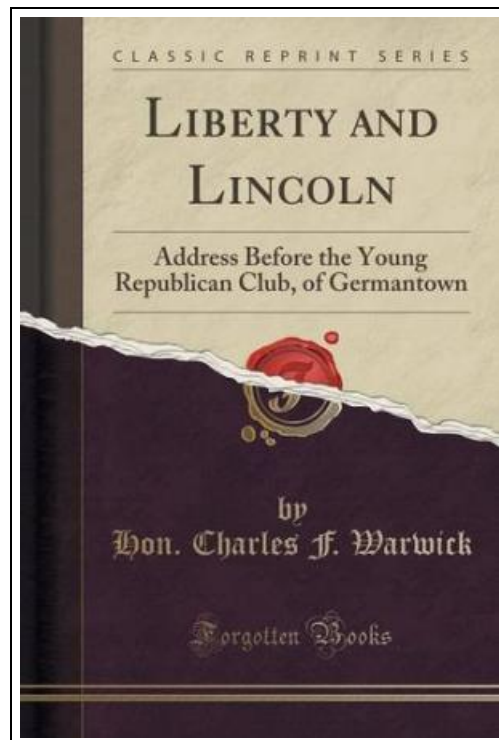 CLASSIC REPRINT SERIES
LIBERTY AND
LINCOLN
Address Before the Young
Republican Club, of Germantown
by
Hon. Charles F. Warwick
Forgotten Books